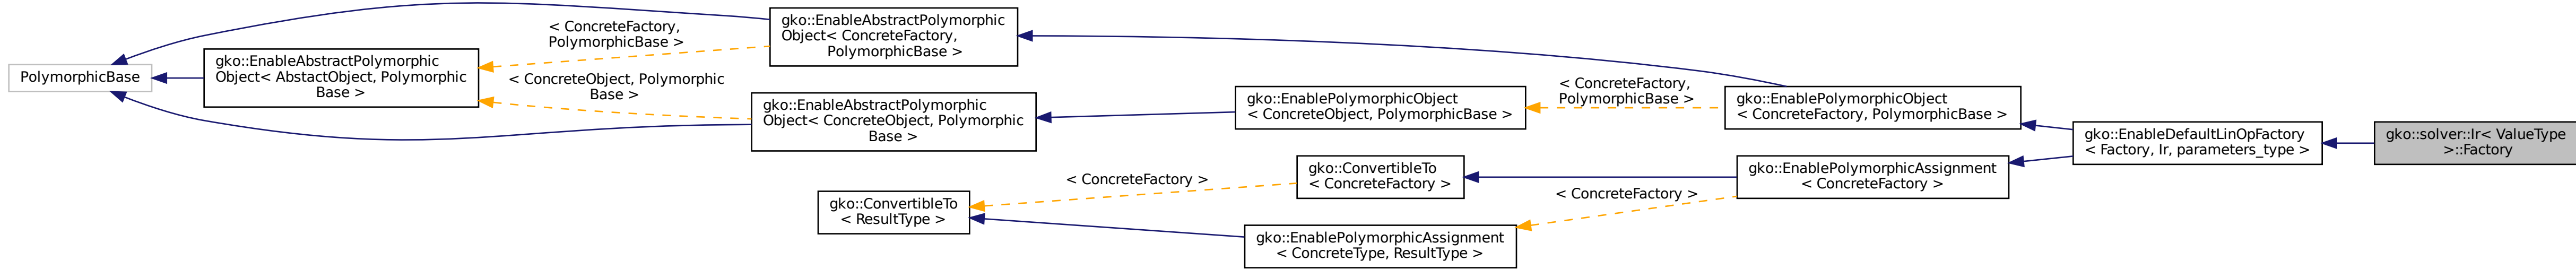 PolymorphicBase
gko::EnableAbstractPolymorphic
Object< AbstactObject, Polymorphic
Base >
< ConcreteFactory,
PolymorphicBase >
< ConcreteObject, Polymorphic
Base >
gko::EnableAbstractPolymorphic
Object< ConcreteFactory,
PolymorphicBase >
gko::EnableAbstractPolymorphic
Object< ConcreteObject, Polymorphic
Base >
gko::ConvertibleTo
< ResultType >
< ConcreteFactory >
gko::EnablePolymorphicObject
< ConcreteObject, PolymorphicBase >
gko::ConvertibleTo
< ConcreteFactory >
gko::EnablePolymorphicAssignment
< ConcreteType, ResultType >
< ConcreteFactory,
PolymorphicBase >
< ConcreteFactory >
gko::EnablePolymorphicObject
< ConcreteFactory, PolymorphicBase >
gko::EnablePolymorphicAssignment
< ConcreteFactory >
gko::EnableDefaultLinOpFactory
< Factory, Ir, parameters_type >
gko::solver::Ir< ValueType
>::Factory